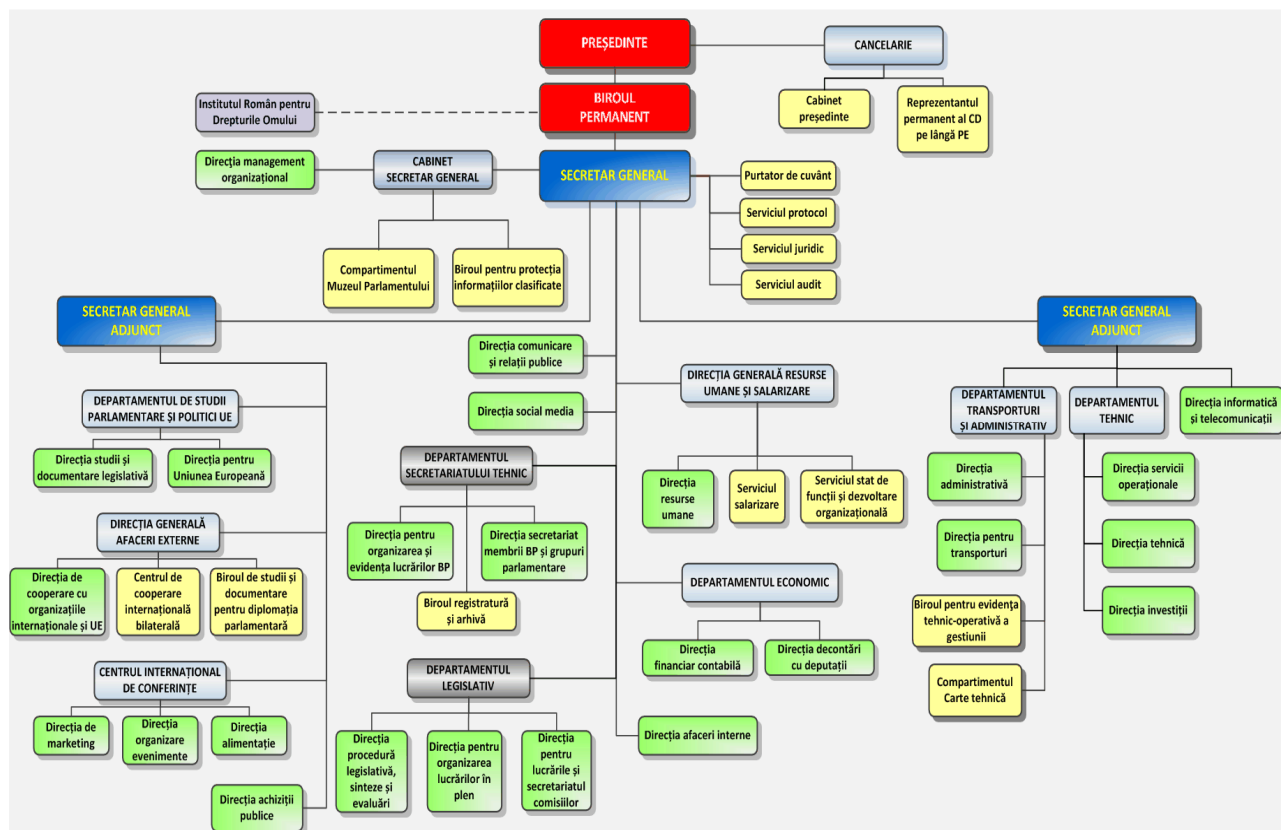 PREȘEDINTE
CANCELARIE
Cabinet
președinte
Reprezentantul
permanent al CD
pe lângă PE
BIROUL
PERMANENT
Institutul Român pentru
Drepturile Omului
Direcția management
organizațional
CABINET
SECRETAR GENERAL
SECRETAR GENERAL
Purtator de cuvânt
Serviciul protocol
Serviciul juridic
Serviciul audit
Compartimentul
Muzeul Parlamentului
Biroul pentru protecția
informațiilor clasificate
SECRETAR GENERAL
ADJUNCT
DEPARTAMENTUL DE STUDII
PARLAMENTARE ȘI POLITICI UE
Direcția studii și
documentare legislativă
Direcția pentru
Uniunea Europeană
DIRECȚIA GENERALĂ
AFACERI EXTERNE
Direcția de
cooperare cu
organizațiile
internaționale și UE
Centrul de
cooperare
internațională
bilaterală
Biroul de studii și
documentare
pentru diplomația
parlamentară
CENTRUL INTERNAȚIONAL
DE CONFERINȚE
Direcția de
marketing
Direcția
organizare
evenimente
Direcția
alimentație
Direcția achiziții
publice
Direcția comunicare
și relații publice
Direcția social media
DEPARTAMENTUL
SECRETARIATULUI TEHNIC
Direcția pentru
organizarea și
evidența lucrărilor BP
Direcția secretariat
membrii BP și grupuri
parlamentare
Biroul registratură
și arhivă
DEPARTAMENTUL
LEGISLATIV
Direcția
procedură
legislativă,
sinteze și
evaluări
Direcția pentru
organizarea
lucrărilor în
plen
Direcția
pentru
lucrările și
secretariatul
comisiilor
DIRECȚIA GENERALĂ RESURSE
UMANE ȘI SALARIZARE
Direcția
resurse
umane
Serviciul
salarizare
Serviciul stat de
funcții și dezvoltare
organizațională
DEPARTAMENTUL ECONOMIC
Direcția
financiar contabilă
Direcția decontări
cu deputații
Direcția afaceri interne
SECRETAR GENERAL
ADJUNCT
DEPARTAMENTUL
TRANSPORTURI
ȘI ADMINISTRATIV
DEPARTAMENTUL
TEHNIC
Direcția informatică
și telecomunicații
Direcția
administrativă
Direcția pentru
transporturi
Biroul pentru evidența
tehnic-operativă a
gestiunii
Compartimentul
Carte tehnică
Direcția servicii
operaționale
Direcția tehnică
Direcția investiții